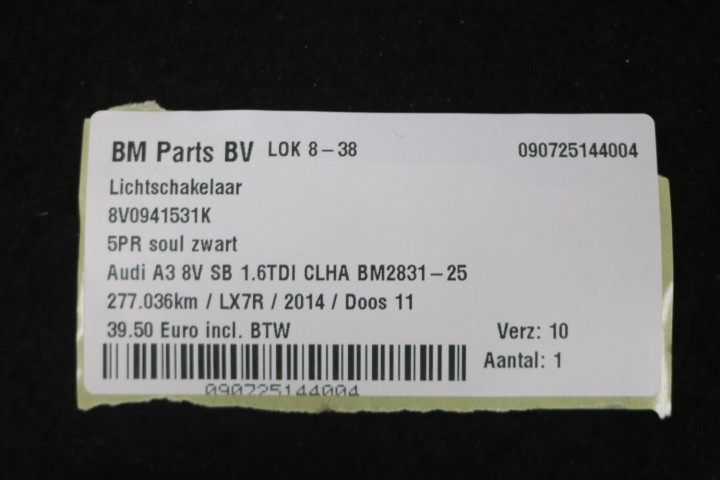 BM Parts BV LOK 8-38 090725144004
Lichtschakelaar
8V0941531K
5PR soul zwart
Audi A3 8V SB 1.6TDI CLHA BM2831-25
277.036km / LX7R / 2014 / Doos 11
39.50 Euro incl. BTW Verz: 10
Aantal: 1
090725144004